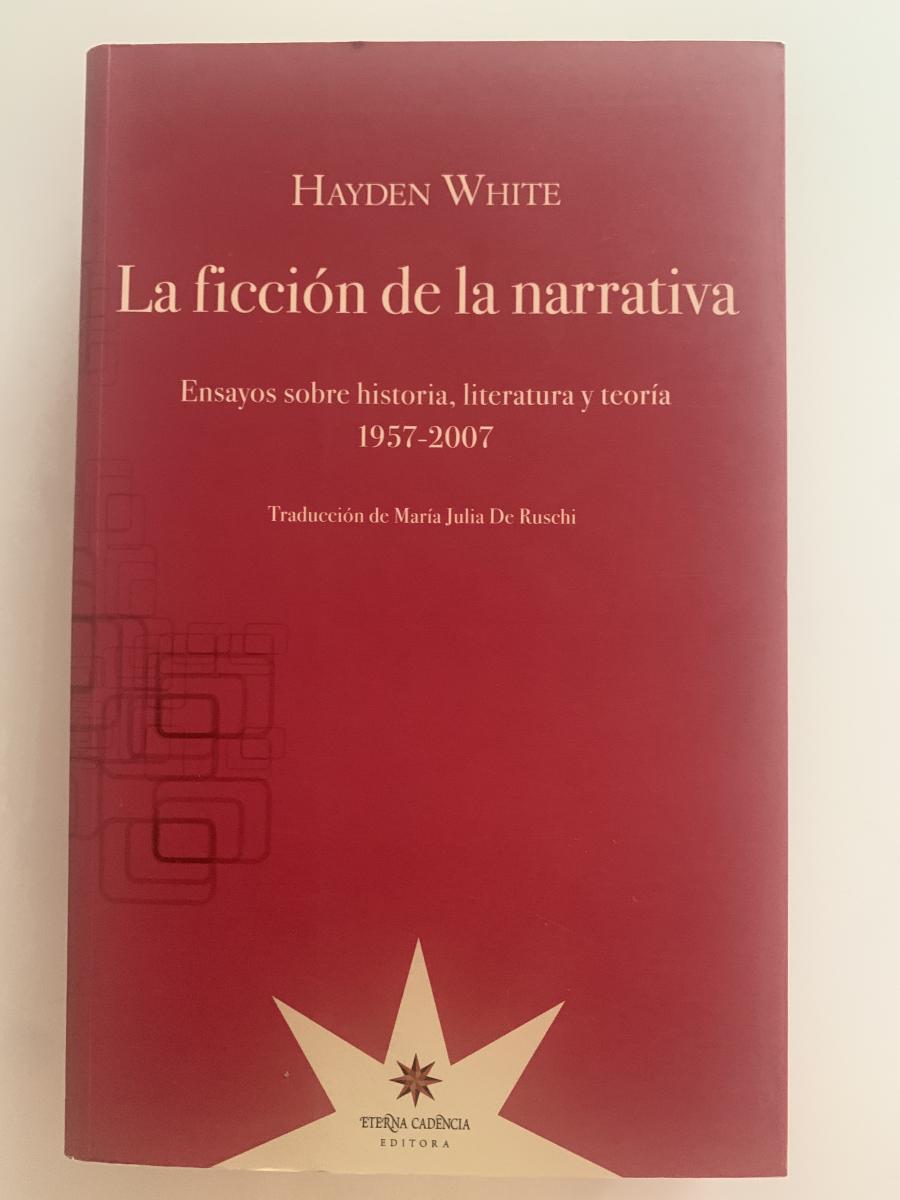 HAYDEN WHITE
La ficción de la narrativa
Ensayos sobre historia, literatura y teoría
1957-2007
Traducción de María Julia De Ruschi
ETERNA CADENCIA
EDITORA